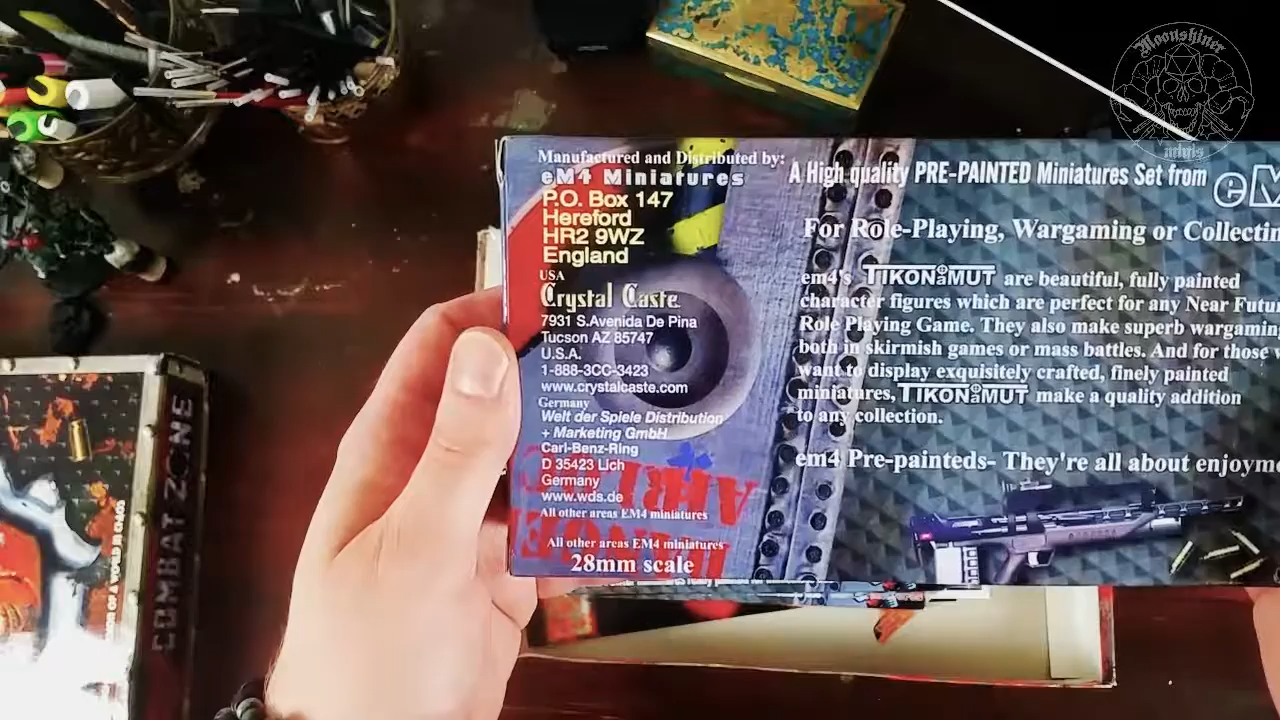 Moonshiner
Manufactured and Distributed by:
eM4 Miniatures
P.O. Box 147
Hereford
HR2 9WZ
England
USA
Crystal Caste
7931 S.Avenida De Pina
Tucson AZ 85747
U.S.A.
1-888-3CC-3423
www.crystalcaste.com
Germany
Welt der Spiele Distribution
+ Marketing GmbH
Carl-Benz-Ring
D 35423 Lich
Germany
www.wds.de
All other areas EM4 miniatures
All other areas EM4 miniatures
28mm scale
A High quality PRE-PAINTED Miniatures Set from eM
For Role-Playing, Wargaming or Collectin
em4's TIKON a MUT are beautiful, fully painted
character figures which are perfect for any Near Futu
Role Playing Game. They also make superb wargamin
both in skirmish games or mass battles. And for those w
want to display exquisitely crafted, finely painted
miniatures, TIKON a MUT make a quality addition
to any collection.
em4 Pre-painteds- They're all about enjoyme
COMBAT ZONE